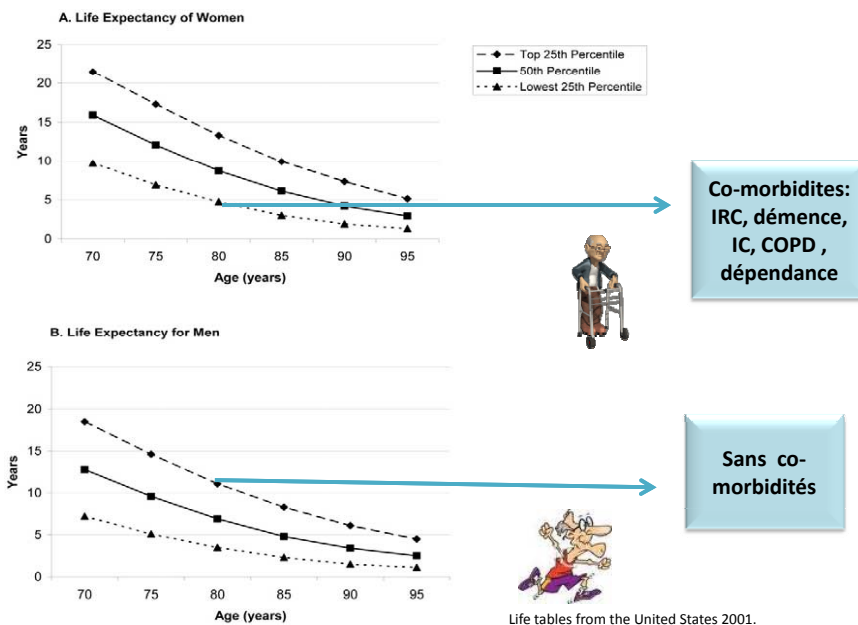 A. Life Expectancy of Women
25
20
15
10
5
0
Years
70 75 80 85 90 95
Age (years)
Top 25th Percentile
50th Percentile
Lowest 25th Percentile
Co-morbidites:
IRC, démence,
IC, COPD ,
dépendance
B. Life Expectancy for Men
25
20
15
10
5
0
Years
70 75 80 85 90 95
Age (years)
Sans co-
morbidités
Life tables from the United States 2001.